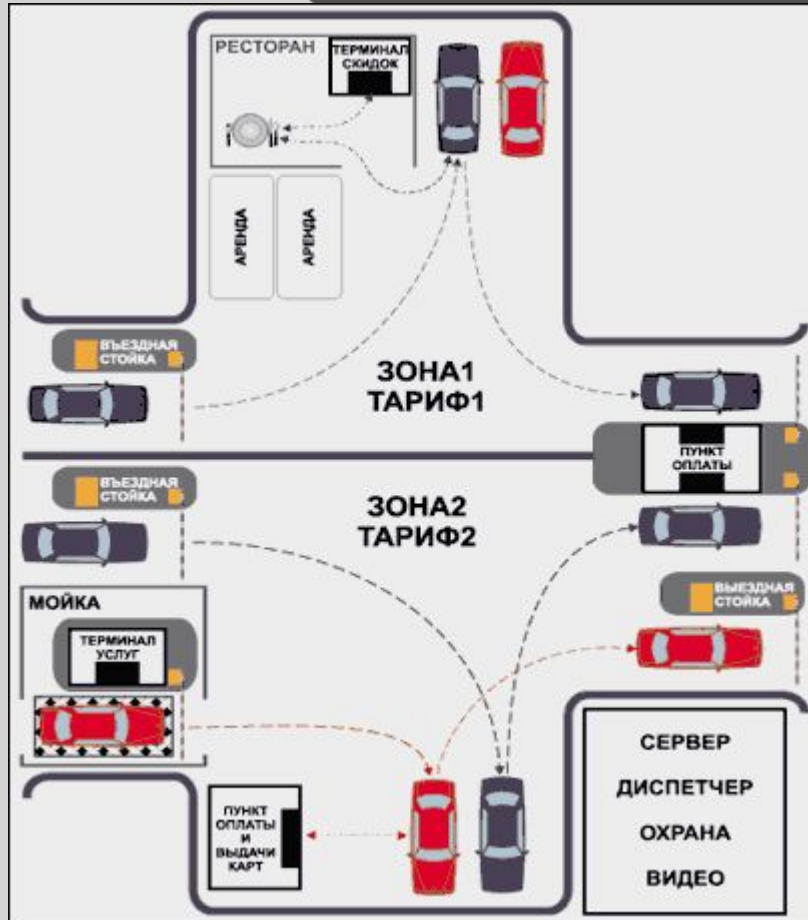 РЕСТОРАН
ТЕРМИНАЛ
СКИДОК
АРЕНДА
АРЕНДА
ВЪЕЗДНАЯ
СТОЙКА
ЗОНА1
ТАРИФ1
ПУНКТ
ОПЛАТЫ
ВЪЕЗДНАЯ
СТОЙКА
ЗОНА2
ТАРИФ2
ВЫЕЗДНАЯ
СТОЙКА
МОЙКА
ТЕРМИНАЛ
УСЛУГ
ПУНКТ
ОПЛАТЫ
И
ВЫДАЧИ
КАРТ
СЕРВЕР
ДИСПЕТЧЕР
ОХРАНА
ВИДЕО